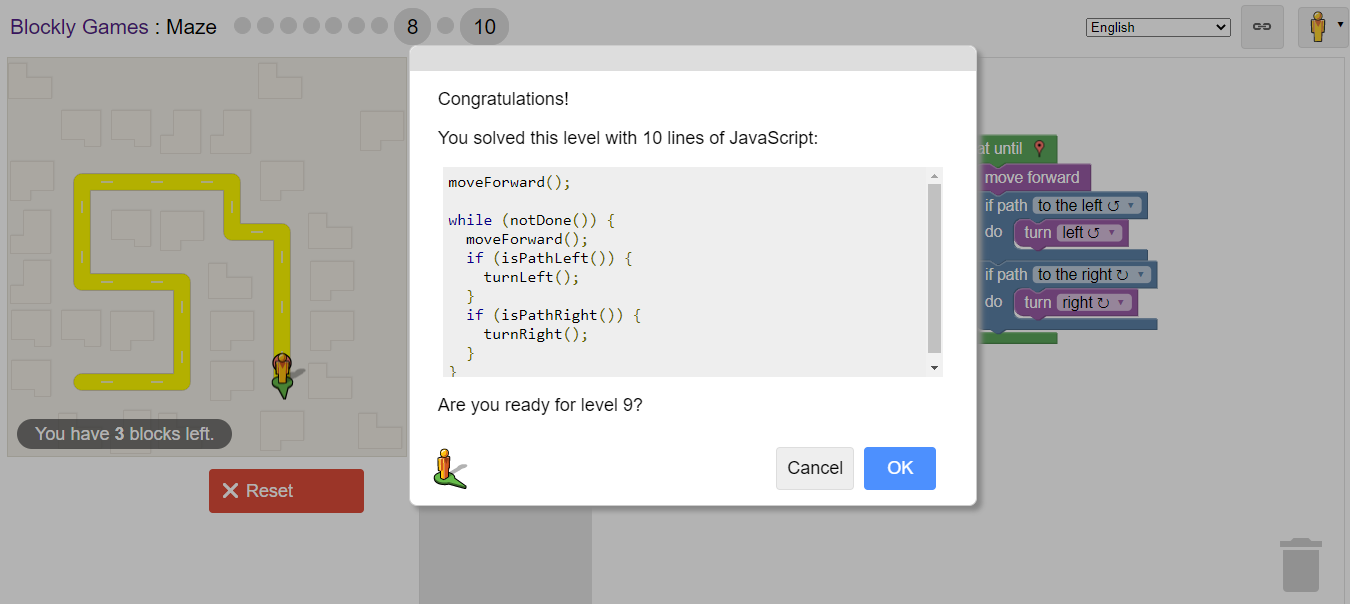 Blockly Games : Maze 8 10
English
Congratulations!
You solved this level with 10 lines of JavaScript:
moveForward();
while (notDone()) {
moveForward();
if (isPathLeft()) {
turnLeft();
}
if (isPathRight()) {
turnRight();
}
}
Are you ready for level 9?
Cancel
OK
You have 3 blocks left.
Reset
at until
move forward
if path to the left ↺
do turn left ↺
if path to the right ↻
do turn right ↻